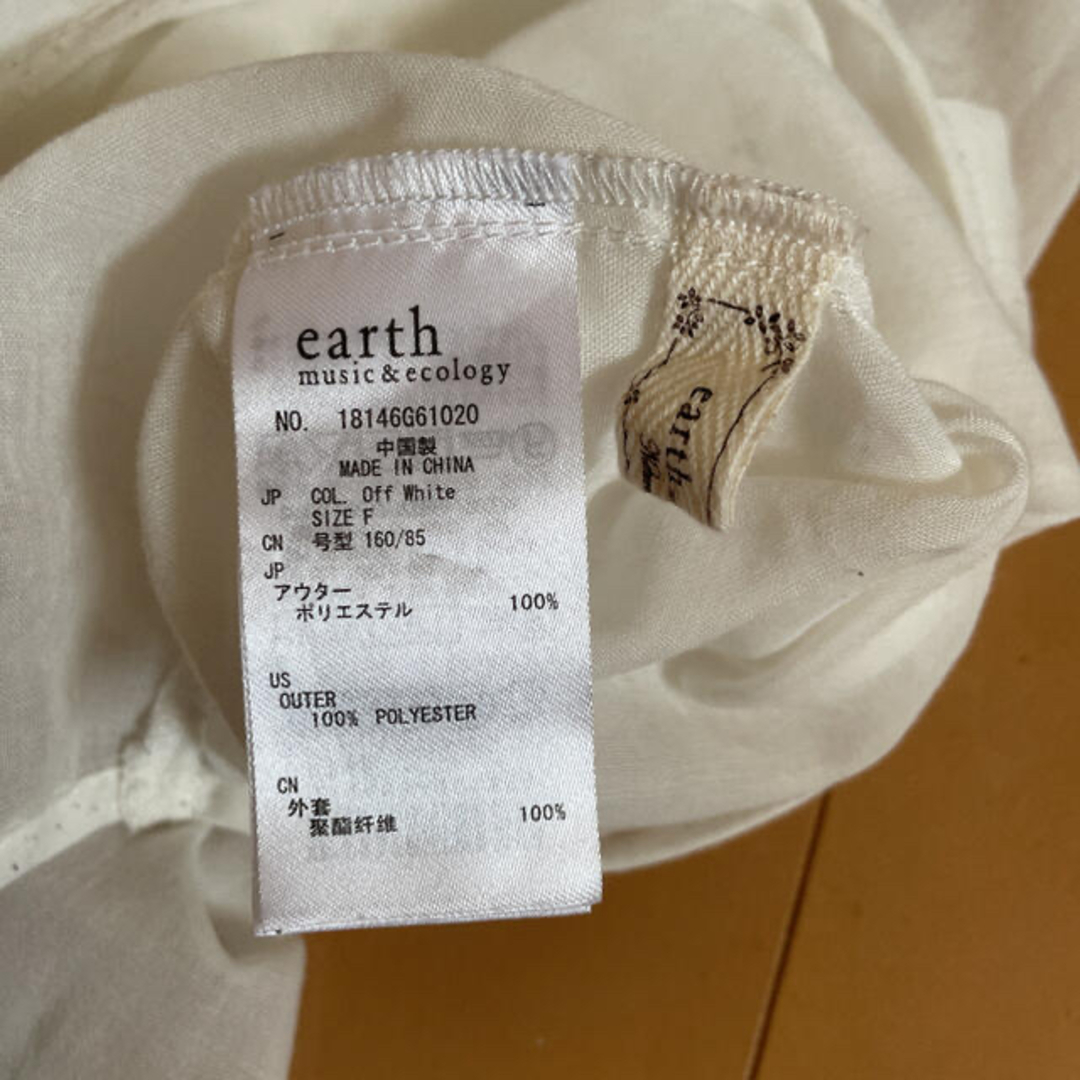 earth
music & ecology
NO. 18146G61020
中国製
MADE IN CHINA
JP COL. Off White
SIZE F
CN 号型 160/85
JP
アウター
ポリエステル 100%
US
OUTER
100% POLYESTER
CN
外套
聚酯纤维 100%
earth